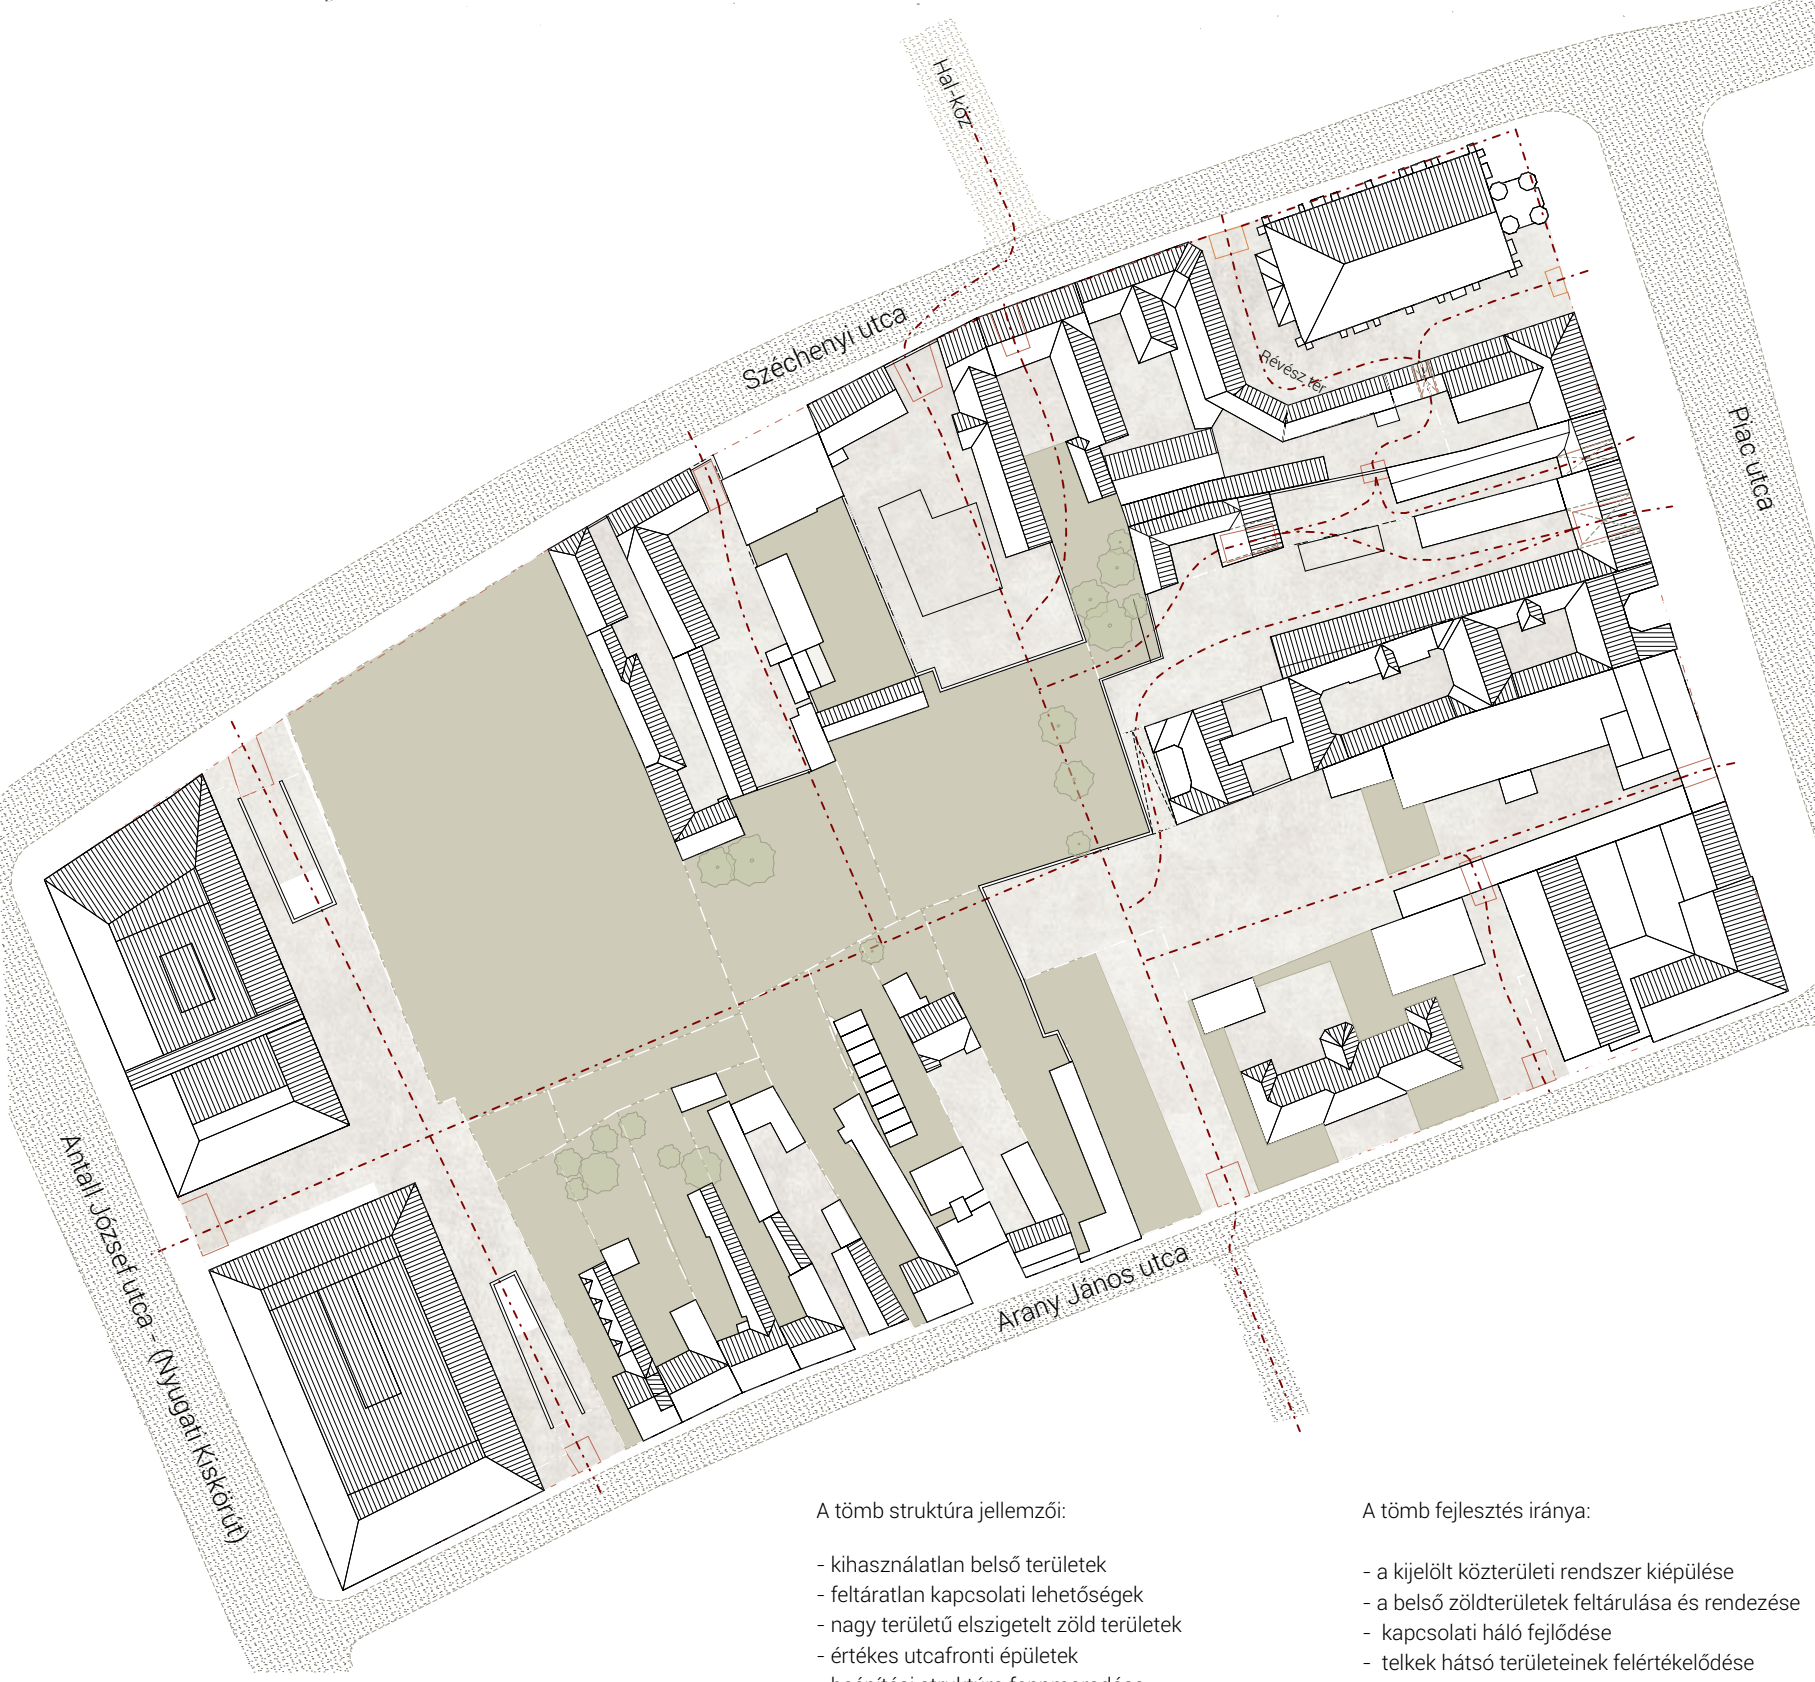 Hal-köz
Széchenyi utca
Révész tér
Piac utca
Antall József utca - (Nyugati Kiskörút)
Arany János utca
A tömb struktúra jellemzői:
- kihasználatlan belső területek
- feltáratlan kapcsolati lehetőségek
- nagy területű elszigetelt zöld területek
- értékes utcafronti épületek
A tömb fejlesztés iránya:
- a kijelölt közterületi rendszer kiépülése
- a belső zöldterületek feltárulása és rendezése
- kapcsolati háló fejlődése
- telkek hátsó területeinek felértékelődése